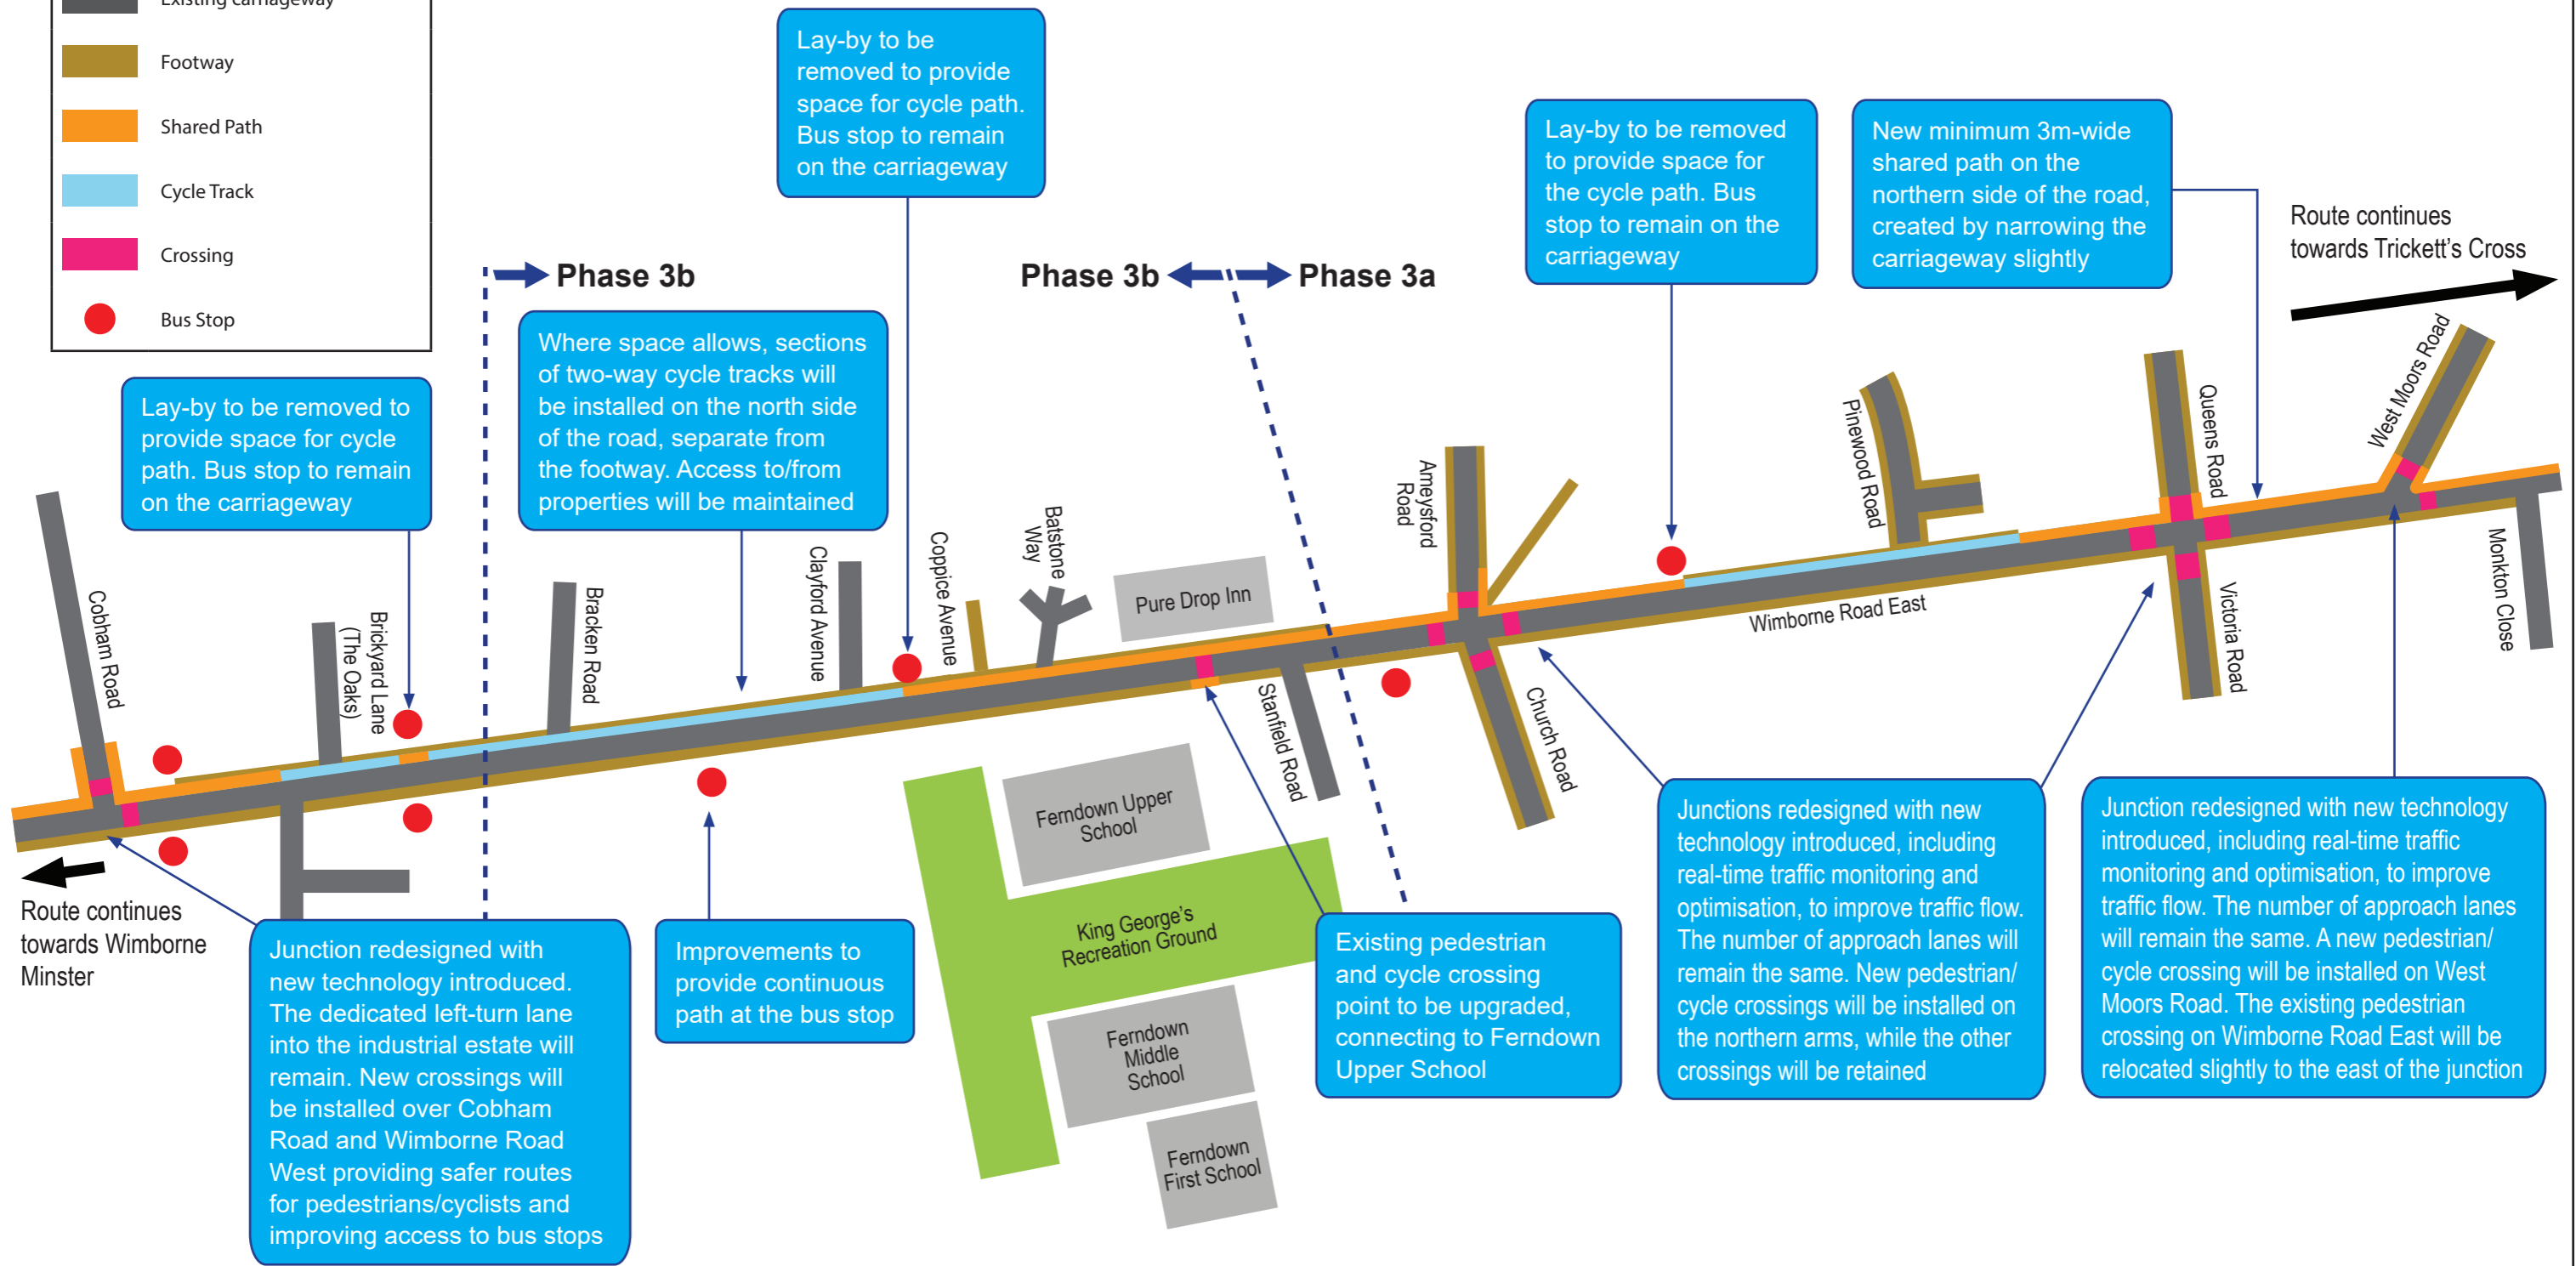 Existing carriageway
Footway
Shared Path
Cycle Track
Crossing
Bus Stop
Lay-by to be
removed to provide
space for cycle path.
Bus stop to remain
on the carriageway
Lay-by to be removed
to provide space for
the cycle path. Bus
stop to remain on the
carriageway
New minimum 3m-wide
shared path on the
northern side of the road,
created by narrowing the
carriageway slightly
Route continues
towards Trickett's Cross
Phase 3b
Phase 3b
Phase 3a
Lay-by to be removed to
provide space for cycle
path. Bus stop to remain
on the carriageway
Where space allows, sections
of two-way cycle tracks will
be installed on the north side
of the road, separate from
the footway. Access to/from
properties will be maintained
Cobham Road
Brickyard Lane
(The Oaks)
Bracken Road
Clayford Avenue
Coppice Avenue
Batstone
Way
Pure Drop Inn
Ameysford
Road
Pinewood Road
Queens Road
West Moors Road
Wimborne Road East
Stanfield Road
Church Road
Victoria Road
Monkton Close
Route continues
towards Wimborne
Minster
Ferndown Upper
School
King George's
Recreation Ground
Ferndown
Middle
School
Ferndown
First School
Junction redesigned with
new technology introduced.
The dedicated left-turn lane
into the industrial estate will
remain. New crossings will
be installed over Cobham
Road and Wimborne Road
West providing safer routes
for pedestrians/cyclists and
improving access to bus stops
Improvements to
provide continuous
path at the bus stop
Existing pedestrian
and cycle crossing
point to be upgraded,
connecting to Ferndown
Upper School
Junctions redesigned with new
technology introduced, including
real-time traffic monitoring and
optimisation, to improve traffic flow.
The number of approach lanes will
remain the same. New pedestrian/
cycle crossings will be installed on
the northern arms, while the other
crossings will be retained
Junction redesigned with new technology
introduced, including real-time traffic
monitoring and optimisation, to improve
traffic flow. The number of approach lanes
will remain the same. A new pedestrian/
cycle crossing will be installed on West
Moors Road. The existing pedestrian
crossing on Wimborne Road East will be
relocated slightly to the east of the junction